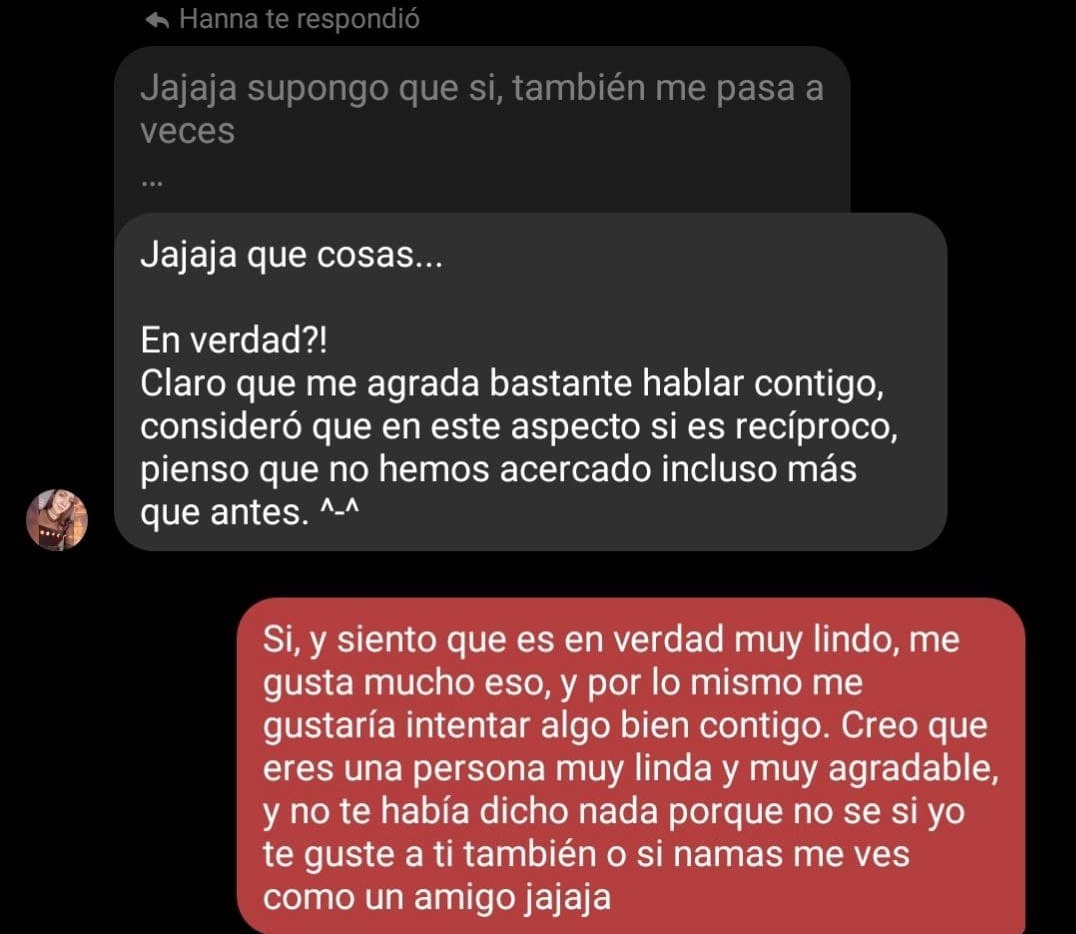 Hanna te respondió
Jajaja supongo que si, también me pasa a
veces
...
Jajaja que cosas...
En verdad?!
Claro que me agrada bastante hablar contigo,
consideró que en este aspecto si es recíproco,
pienso que no hemos acercado incluso más
que antes. ^-^
Si, y siento que es en verdad muy lindo, me
gusta mucho eso, y por lo mismo me
gustaría intentar algo bien contigo. Creo que
eres una persona muy linda y muy agradable,
y no te había dicho nada porque no se si yo
te guste a ti también o si namas me ves
como un amigo jajaja